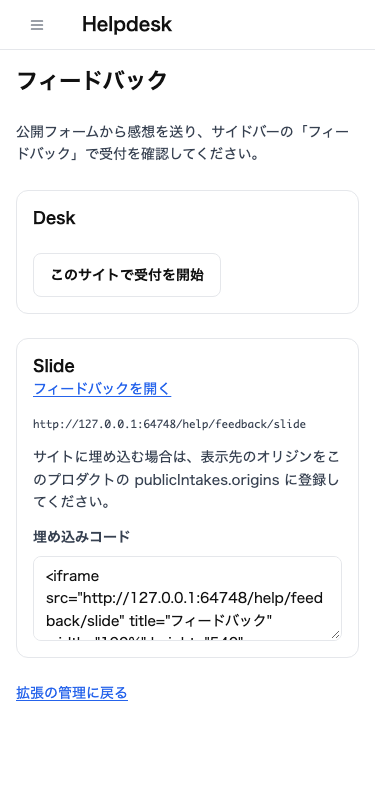 Helpdesk
フィードバック
公開フォームから感想を送り、サイドバーの「フィー
ドバック」で受付を確認してください。
Desk
このサイトで受付を開始
Slide
フィードバックを開く
http://127.0.0.1:64748/help/feedback/slide
サイトに埋め込む場合は、表示先のオリジンをこ
のプロダクトの publicIntakes.origins に登録し
てください。
埋め込みコード
<iframe
src="http://127.0.0.1:64748/help/feed
back/slide" title="フィードバック"
拡張の管理に戻る